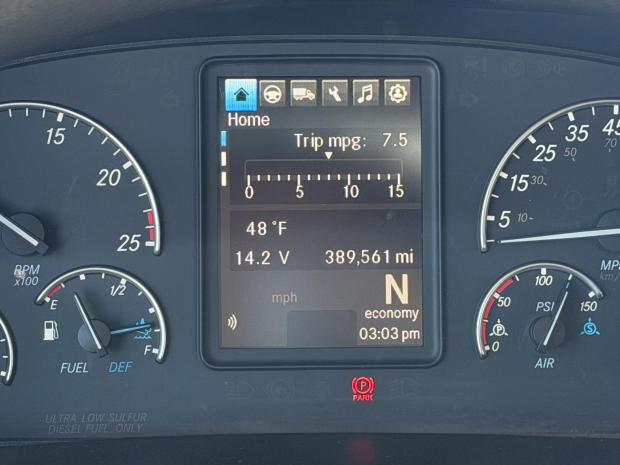 Home
Trip mpg: 7.5
0 5 10 15
48 °F
14.2 V 389,561 mi
mph
N
economy
03:03 pm
15
20
25
RPM
x100
E 1/2 F
FUEL DEF
ULTRA LOW SULFUR
DIESEL FUEL ONLY
P
PARK
5 15 25 35 45
10 30 50 70
MPH
km/
0 50 100 150
PSI
P S
AIR